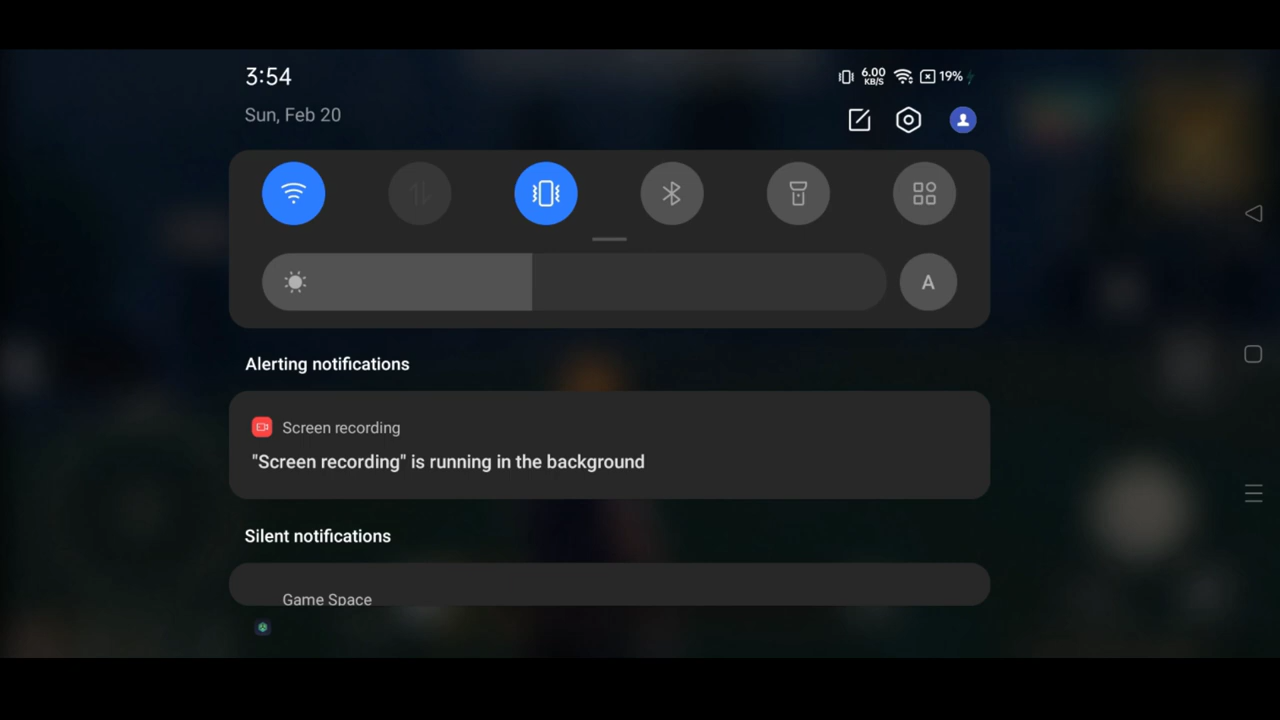 3:54
6.00
KB/S
19%
Sun, Feb 20
A
Alerting notifications
Screen recording
"Screen recording" is running in the background
Silent notifications
Game Space